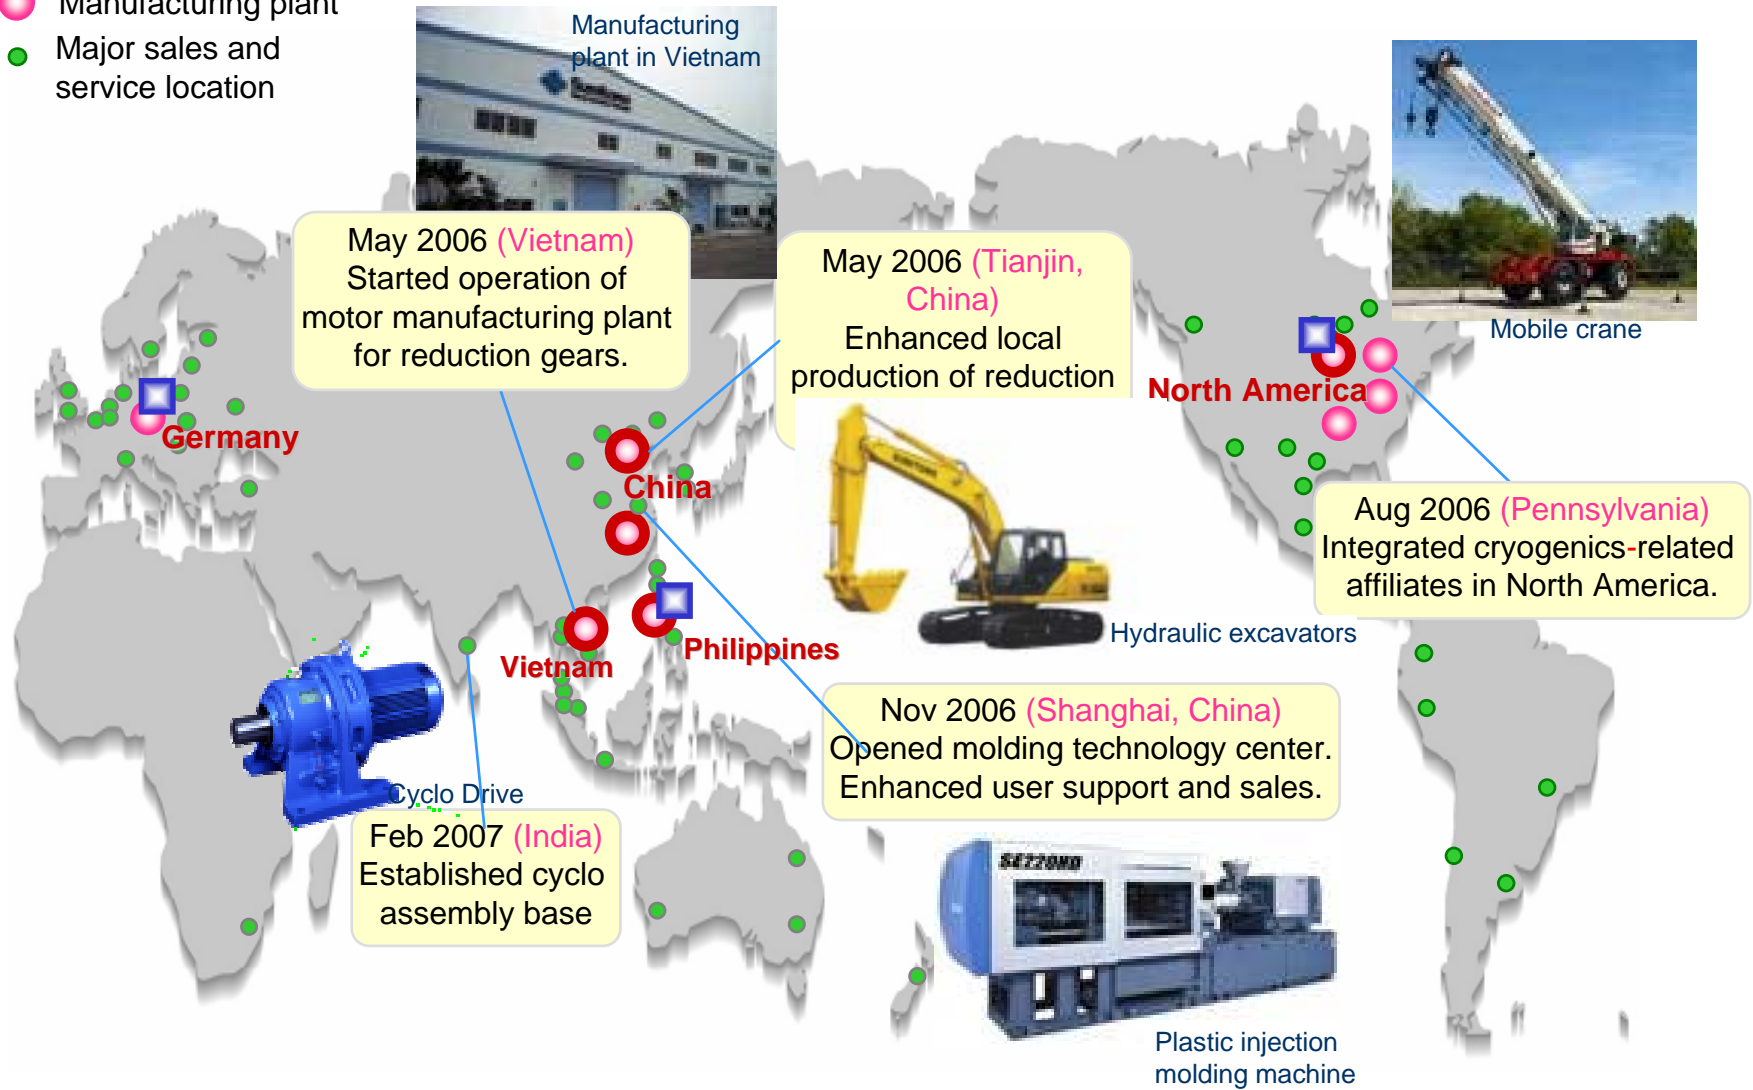 Manufacturing plant
Major sales and
service location
Manufacturing
plant in Vietnam
May 2006 (Vietnam)
Started operation of
motor manufacturing plant
for reduction gears.
May 2006 (Tianjin,
China)
Enhanced local
production of reduction
Mobile crane
North America
Germany
China
Aug 2006 (Pennsylvania)
Integrated cryogenics-related
affiliates in North America.
Hydraulic excavators
Philippines
Vietnam
Nov 2006 (Shanghai, China)
Opened molding technology center.
Enhanced user support and sales.
Cyclo Drive
Feb 2007 (India)
Established cyclo
assembly base
SE220HD
Plastic injection
molding machine